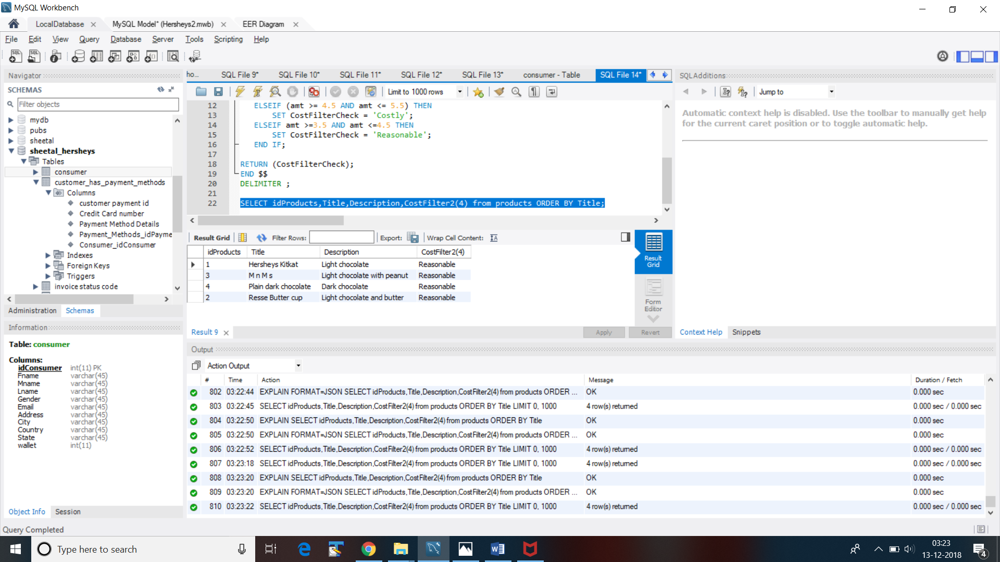 MySQL Workbench
LocalDatabase
MySQL Model* (Hersheys2.mwb)
EER Diagram
File Edit View Query Database Server Tools Scripting Help
Navigator
SCHEMAS
Filter objects
mydb
pubs
sheetal
sheetal_hersheys
Tables
consumer
customer_has_payment_methods
Columns
customer payment id
Credit Card number
Payment Method Details
Payment_Methods_idPayme
Consumer_idConsumer
Indexes
Foreign Keys
Triggers
invoice status code
Administration Schemas
Information
Table: consumer
Columns:
idConsumer int(11) PK
Fname varchar(45)
Mname varchar(45)
Lname varchar(45)
Gender varchar(45)
Email varchar(45)
Address varchar(45)
City varchar(45)
Country varchar(45)
State varchar(45)
wallet int(11)
Object Info Session
Query Completed
ho... SQL File 9* SQL File 10* SQL File 11* SQL File 12* SQL File 13* consumer - Table SQL File 14*
Limit to 1000 rows
12 ELSEIF (amt >= 4.5 AND amt <= 5.5) THEN
13 SET CostFilterCheck = 'Costly';
14 ELSEIF amt >=3.5 AND amt <=4.5 THEN
15 SET CostFilterCheck = 'Reasonable';
16 END IF;
17
18 RETURN (CostFilterCheck);
19 END $$
20 DELIMITER ;
21
22 SELECT idProducts,Title,Description,CostFilter2(4) from products ORDER BY Title;
Result Grid Filter Rows: Export: Wrap Cell Content:
idProducts Title Description CostFilter2(4)
1 Hersheys Kitkat Light chocolate Reasonable
3 M n M s Light chocolate with peanut Reasonable
4 Plain dark chocolate Dark chocolate Reasonable
2 Resse Butter cup Light chocolate and butter Reasonable
Result Grid
Form Editor
Result 9
Apply Revert
SQLAdditions
Jump to
Automatic context help is disabled. Use the toolbar to manually get help
for the current caret position or to toggle automatic help.
Context Help Snippets
Output
Action Output
# Time Action Message Duration / Fetch
802 03:22:44 EXPLAIN FORMAT=JSON SELECT idProducts,Title,Description,CostFilter2(4) from products ORDER ... OK 0.000 sec
803 03:22:45 SELECT idProducts,Title,Description,CostFilter2(4) from products ORDER BY Title LIMIT 0, 1000 4 row(s) returned 0.000 sec / 0.000 sec
804 03:22:50 EXPLAIN SELECT idProducts,Title,Description,CostFilter2(4) from products ORDER BY Title OK 0.000 sec
805 03:22:50 EXPLAIN FORMAT=JSON SELECT idProducts,Title,Description,CostFilter2(4) from products ORDER ... OK 0.000 sec
806 03:22:52 SELECT idProducts,Title,Description,CostFilter2(4) from products ORDER BY Title LIMIT 0, 1000 4 row(s) returned 0.000 sec / 0.000 sec
807 03:23:18 SELECT idProducts,Title,Description,CostFilter2(4) from products ORDER BY Title LIMIT 0, 1000 4 row(s) returned 0.000 sec / 0.000 sec
808 03:23:20 EXPLAIN SELECT idProducts,Title,Description,CostFilter2(4) from products ORDER BY Title OK 0.000 sec
809 03:23:20 EXPLAIN FORMAT=JSON SELECT idProducts,Title,Description,CostFilter2(4) from products ORDER ... OK 0.000 sec
810 03:23:22 SELECT idProducts,Title,Description,CostFilter2(4) from products ORDER BY Title LIMIT 0, 1000 4 row(s) returned 0.000 sec / 0.000 sec
Type here to search
03:23
13-12-2018
4